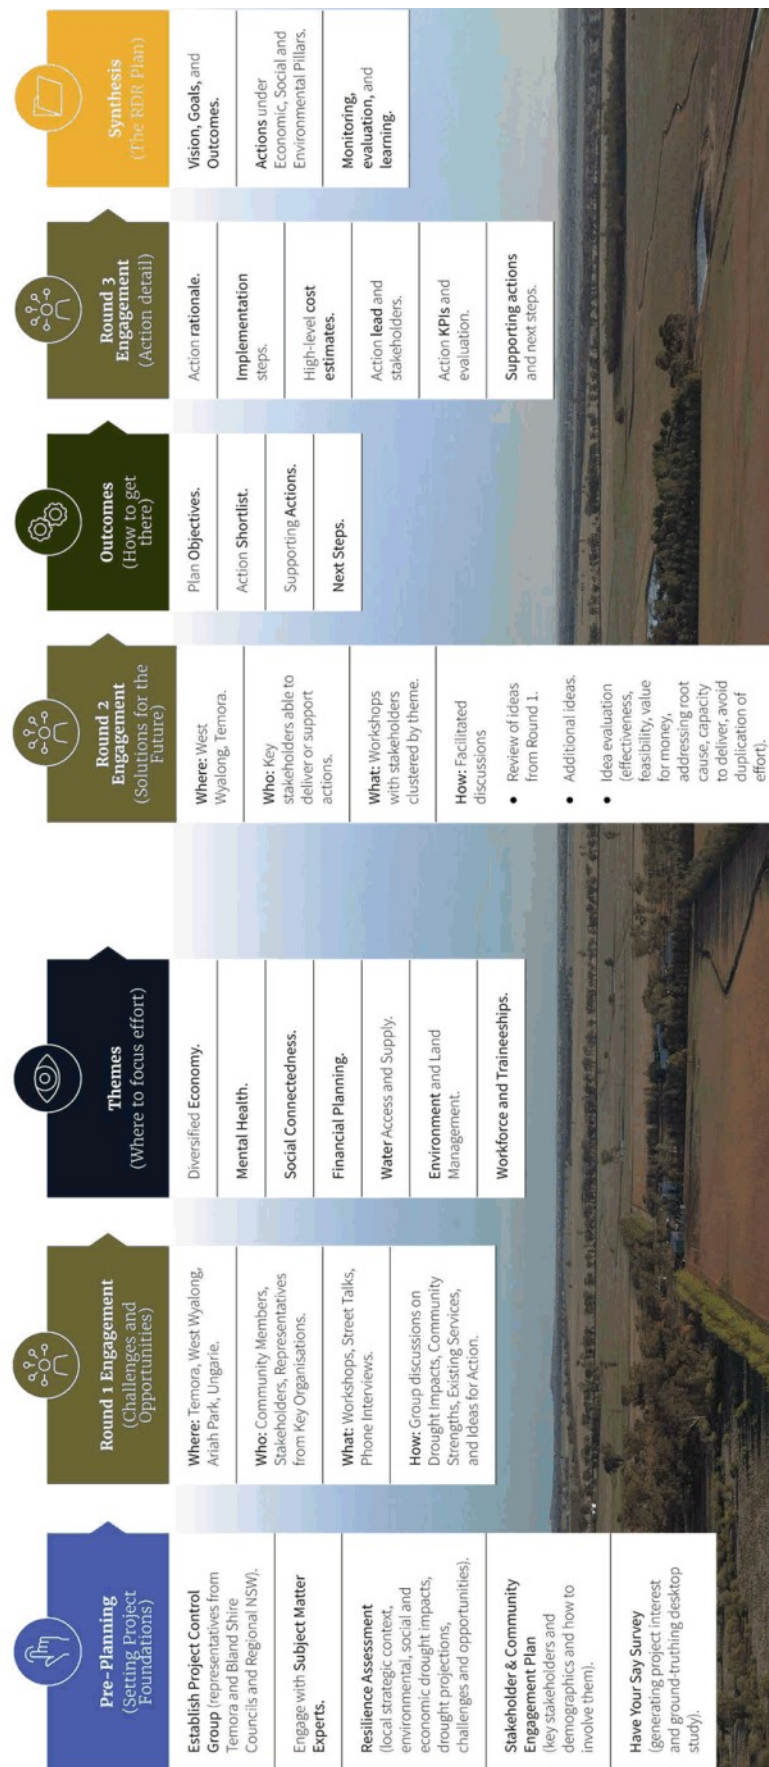 Pre-Planning
(Setting Project
Foundations)
Establish Project Control
Group (representatives from
Temora and Bland Shire
Councils and Regional NSW).
Engage with Subject Matter
Experts.
Resilience Assessment
(local strategic context,
environmental, social and
economic drought impacts,
drought projections,
challenges and opportunities).
Stakeholder & Community
Engagement Plan
(key stakeholders and
demographics and how to
involve them).
Have Your Say Survey
(generating project interest
and ground-truthing desktop
study).
Round 1 Engagement
(Challenges and
Opportunities)
Where: Temora, West Wyalong,
Ariah Park, Ungarie.
Who: Community Members,
Stakeholders, Representatives
from Key Organisations.
What: Workshops, Street Talks,
Phone Interviews.
How: Group discussions on
Drought Impacts, Community
Strengths, Existing Services,
and Ideas for Action.
Themes
(Where to focus effort)
Diversified Economy.
Mental Health.
Social Connectedness.
Financial Planning.
Water Access and Supply.
Environment and Land
Management.
Workforce and Traineeships.
Round 2
Engagement
(Solutions for the
Future)
Where: West
Wyalong, Temora.
Who: Key
stakeholders able to
deliver or support
actions.
What: Workshops
with stakeholders
clustered by theme.
How: Facilitated
discussions
• Review of ideas
from Round 1.
• Additional ideas.
• Idea evaluation
(effectiveness,
feasibility, value
for money,
addressing root
cause, capacity
to deliver, avoid
duplication of
effort).
Outcomes
(How to get
there)
Plan Objectives.
Action Shortlist.
Supporting Actions.
Next Steps.
Round 3
Engagement
(Action detail)
Action rationale.
Implementation
steps.
High-level cost
estimates.
Action lead and
stakeholders.
Action KPIs and
evaluation.
Supporting actions
and next steps.
Synthesis
(The RDR Plan)
Vision, Goals, and
Outcomes.
Actions under
Economic, Social and
Environmental Pillars.
Monitoring,
evaluation, and
learning.